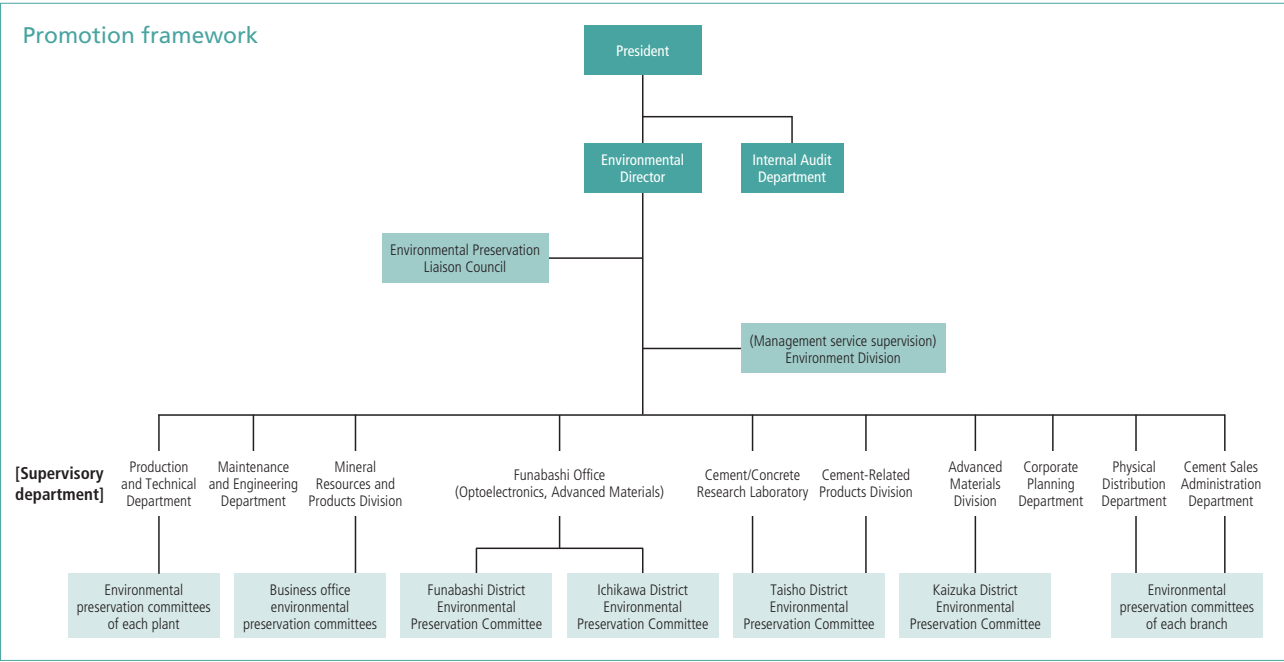 Promotion framework
President
Environmental
Director
Internal Audit
Department
Environmental Preservation
Liaison Council
(Management service supervision)
Environment Division
[Supervisory
department]
Production
and Technical
Department
Maintenance
and Engineering
Department
Mineral
Resources and
Products Division
Funabashi Office
(Optoelectronics, Advanced Materials)
Cement/Concrete
Research Laboratory
Cement-Related
Products Division
Advanced
Materials
Division
Corporate
Planning
Department
Physical
Distribution
Department
Cement Sales
Administration
Department
Environmental
preservation committees
of each plant
Business office
environmental
preservation committees
Funabashi District
Environmental
Preservation Committee
Ichikawa District
Environmental
Preservation Committee
Taisho District
Environmental
Preservation Committee
Kaizuka District
Environmental
Preservation Committee
Environmental
preservation committees
of each branch